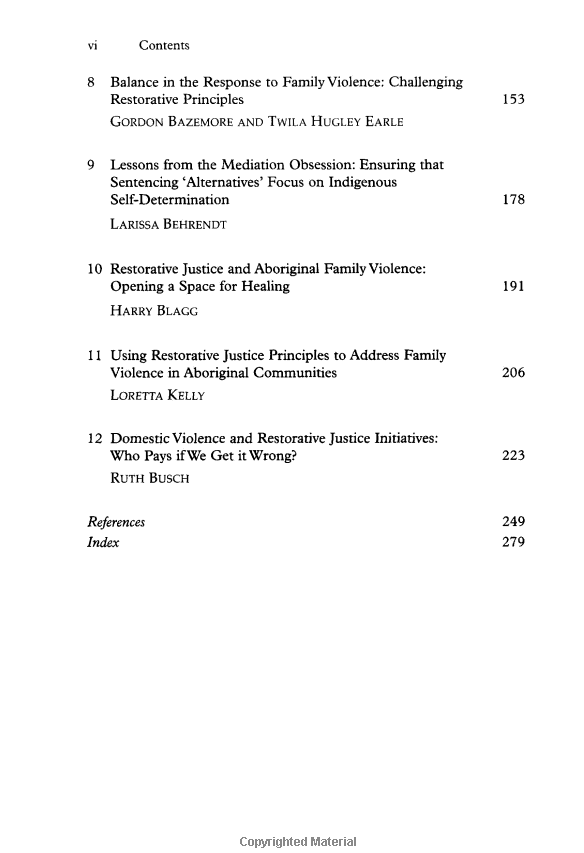 vi Contents
8 Balance in the Response to Family Violence: Challenging
Restorative Principles 153
GORDON BAZEMORE AND TWILA HUGLEY EARLE
9 Lessons from the Mediation Obsession: Ensuring that
Sentencing ‘Alternatives’ Focus on Indigenous
Self-Determination 178
LARISSA BEHRENDT
10 Restorative Justice and Aboriginal Family Violence:
Opening a Space for Healing 191
HARRY BLAGG
11 Using Restorative Justice Principles to Address Family
Violence in Aboriginal Communities 206
LORETTA KELLY
12 Domestic Violence and Restorative Justice Initiatives:
Who Pays if We Get it Wrong? 223
RUTH BUSCH
References 249
Index 279
Copyrighted Material